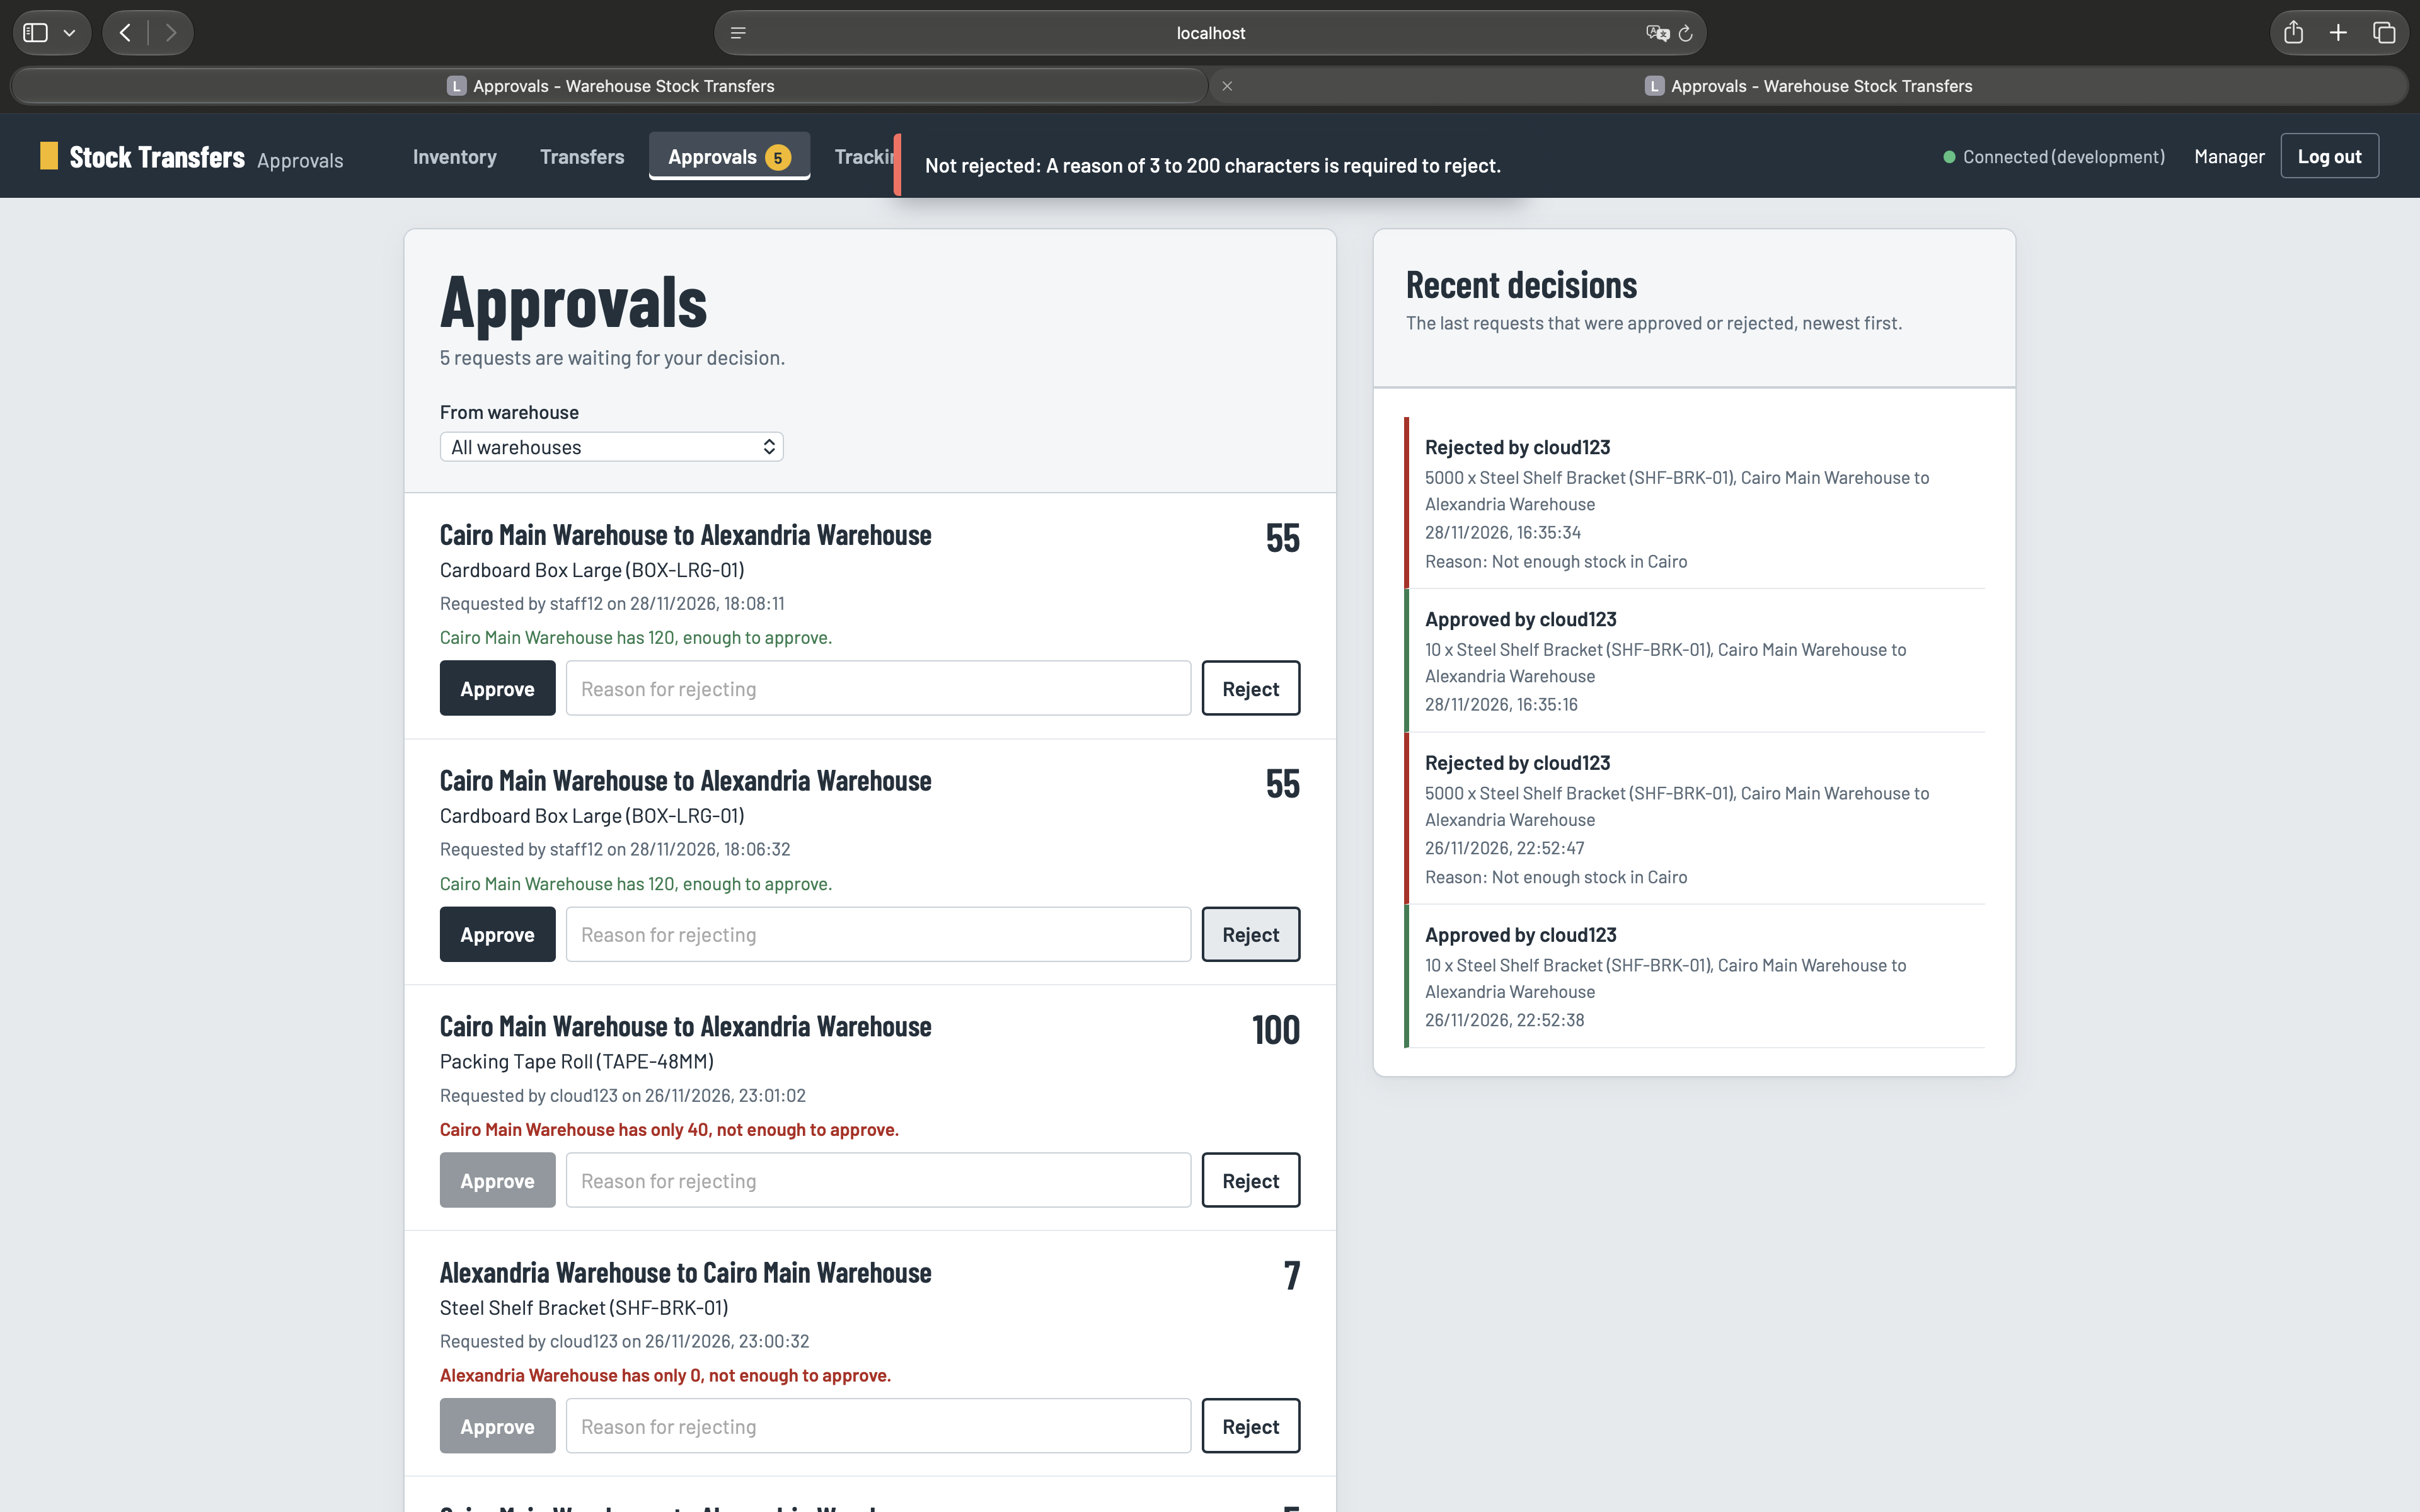 localhost
L Approvals - Warehouse Stock Transfers
L Approvals - Warehouse Stock Transfers
Stock Transfers Approvals
Inventory
Transfers
Approvals 5
Not rejected: A reason of 3 to 200 characters is required to reject.
Connected (development)
Manager
Log out
Approvals
5 requests are waiting for your decision.
From warehouse
All warehouses
Cairo Main Warehouse to Alexandria Warehouse
55
Cardboard Box Large (BOX-LRG-01)
Requested by staff12 on 28/11/2026, 18:08:11
Cairo Main Warehouse has 120, enough to approve.
Approve
Reason for rejecting
Reject
Cairo Main Warehouse to Alexandria Warehouse
55
Cardboard Box Large (BOX-LRG-01)
Requested by staff12 on 28/11/2026, 18:06:32
Cairo Main Warehouse has 120, enough to approve.
Approve
Reason for rejecting
Reject
Cairo Main Warehouse to Alexandria Warehouse
100
Packing Tape Roll (TAPE-48MM)
Requested by cloud123 on 26/11/2026, 23:01:02
Cairo Main Warehouse has only 40, not enough to approve.
Approve
Reason for rejecting
Reject
Alexandria Warehouse to Cairo Main Warehouse
7
Steel Shelf Bracket (SHF-BRK-01)
Requested by cloud123 on 26/11/2026, 23:00:32
Alexandria Warehouse has only 0, not enough to approve.
Approve
Reason for rejecting
Reject
Recent decisions
The last requests that were approved or rejected, newest first.
Rejected by cloud123
5000 x Steel Shelf Bracket (SHF-BRK-01), Cairo Main Warehouse to
Alexandria Warehouse
28/11/2026, 16:35:34
Reason: Not enough stock in Cairo
Approved by cloud123
10 x Steel Shelf Bracket (SHF-BRK-01), Cairo Main Warehouse to
Alexandria Warehouse
28/11/2026, 16:35:16
Rejected by cloud123
5000 x Steel Shelf Bracket (SHF-BRK-01), Cairo Main Warehouse to
Alexandria Warehouse
26/11/2026, 22:52:47
Reason: Not enough stock in Cairo
Approved by cloud123
10 x Steel Shelf Bracket (SHF-BRK-01), Cairo Main Warehouse to
Alexandria Warehouse
26/11/2026, 22:52:38